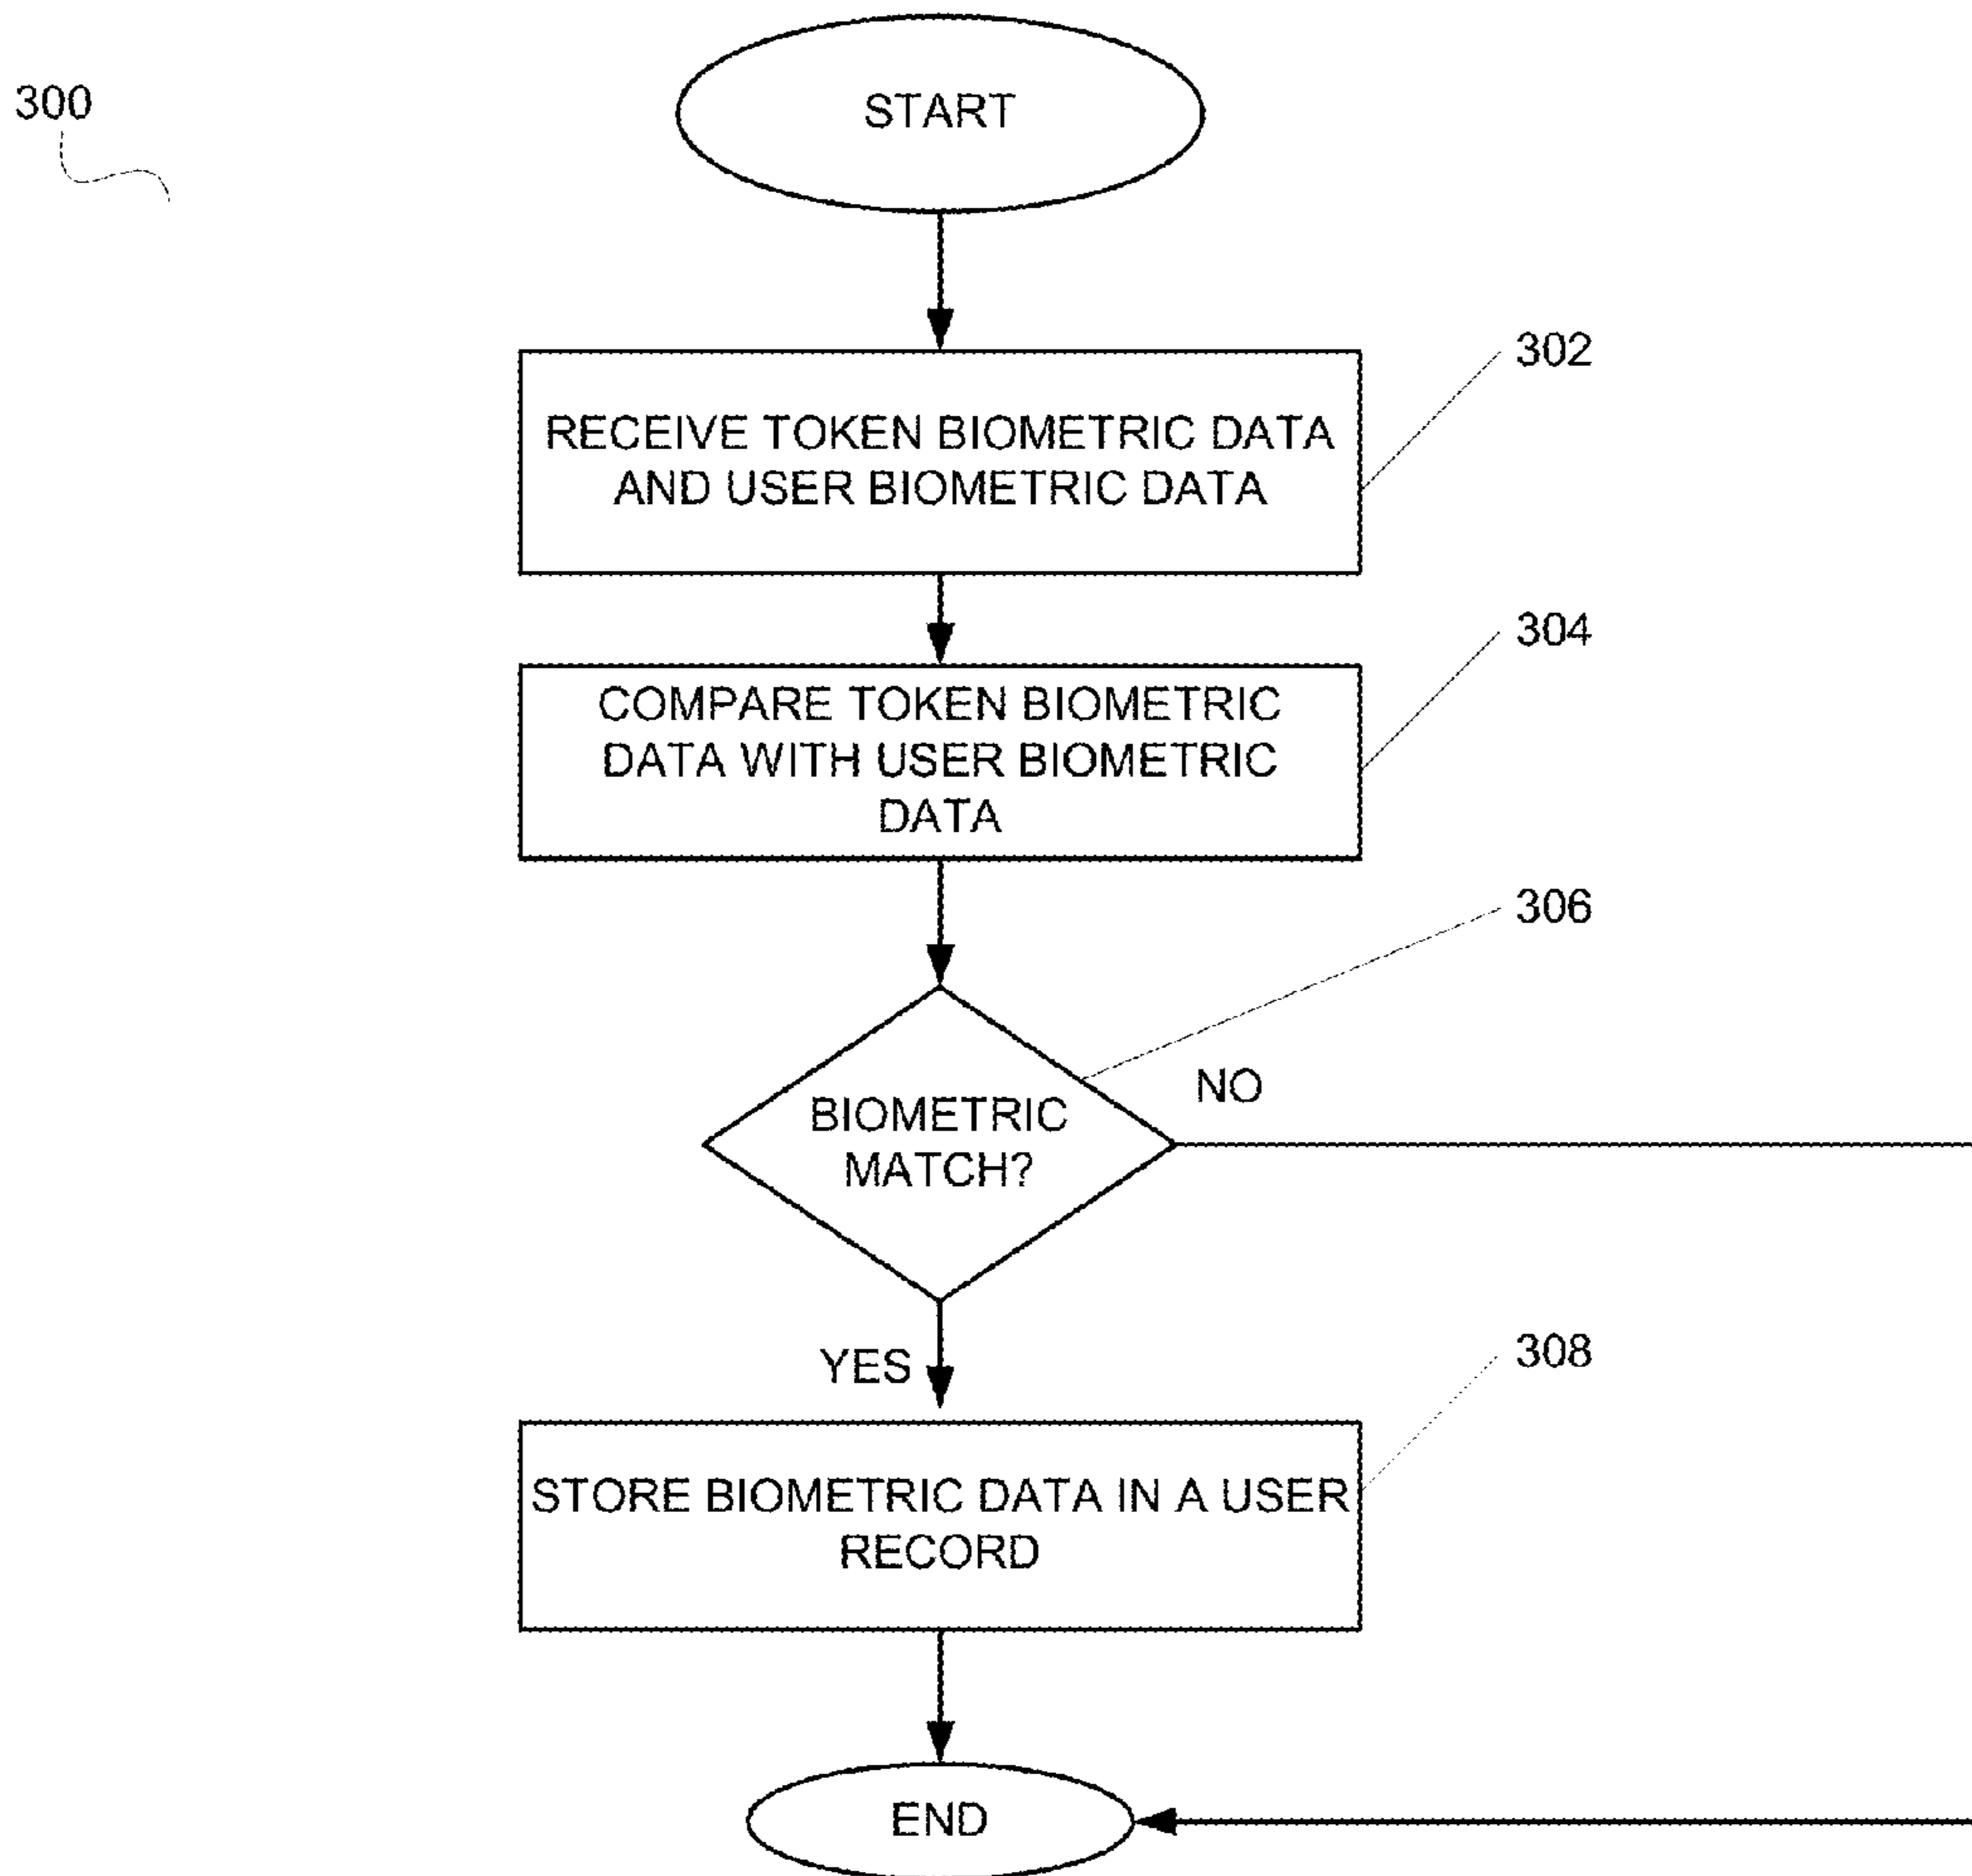 300
START
302
RECEIVE TOKEN BIOMETRIC DATA
AND USER BIOMETRIC DATA
304
COMPARE TOKEN BIOMETRIC
DATA WITH USER BIOMETRIC
DATA
306
NO
BIOMETRIC
MATCH?
YES
308
STORE BIOMETRIC DATA IN A USER
RECORD
END